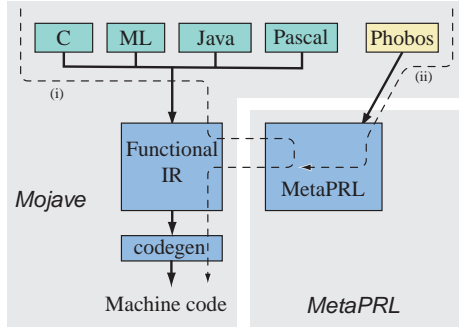 C ML Java Pascal Phobos
(i) (ii)
Functional
IR
MetaPRL
Mojave
codegen
Machine code
MetaPRL